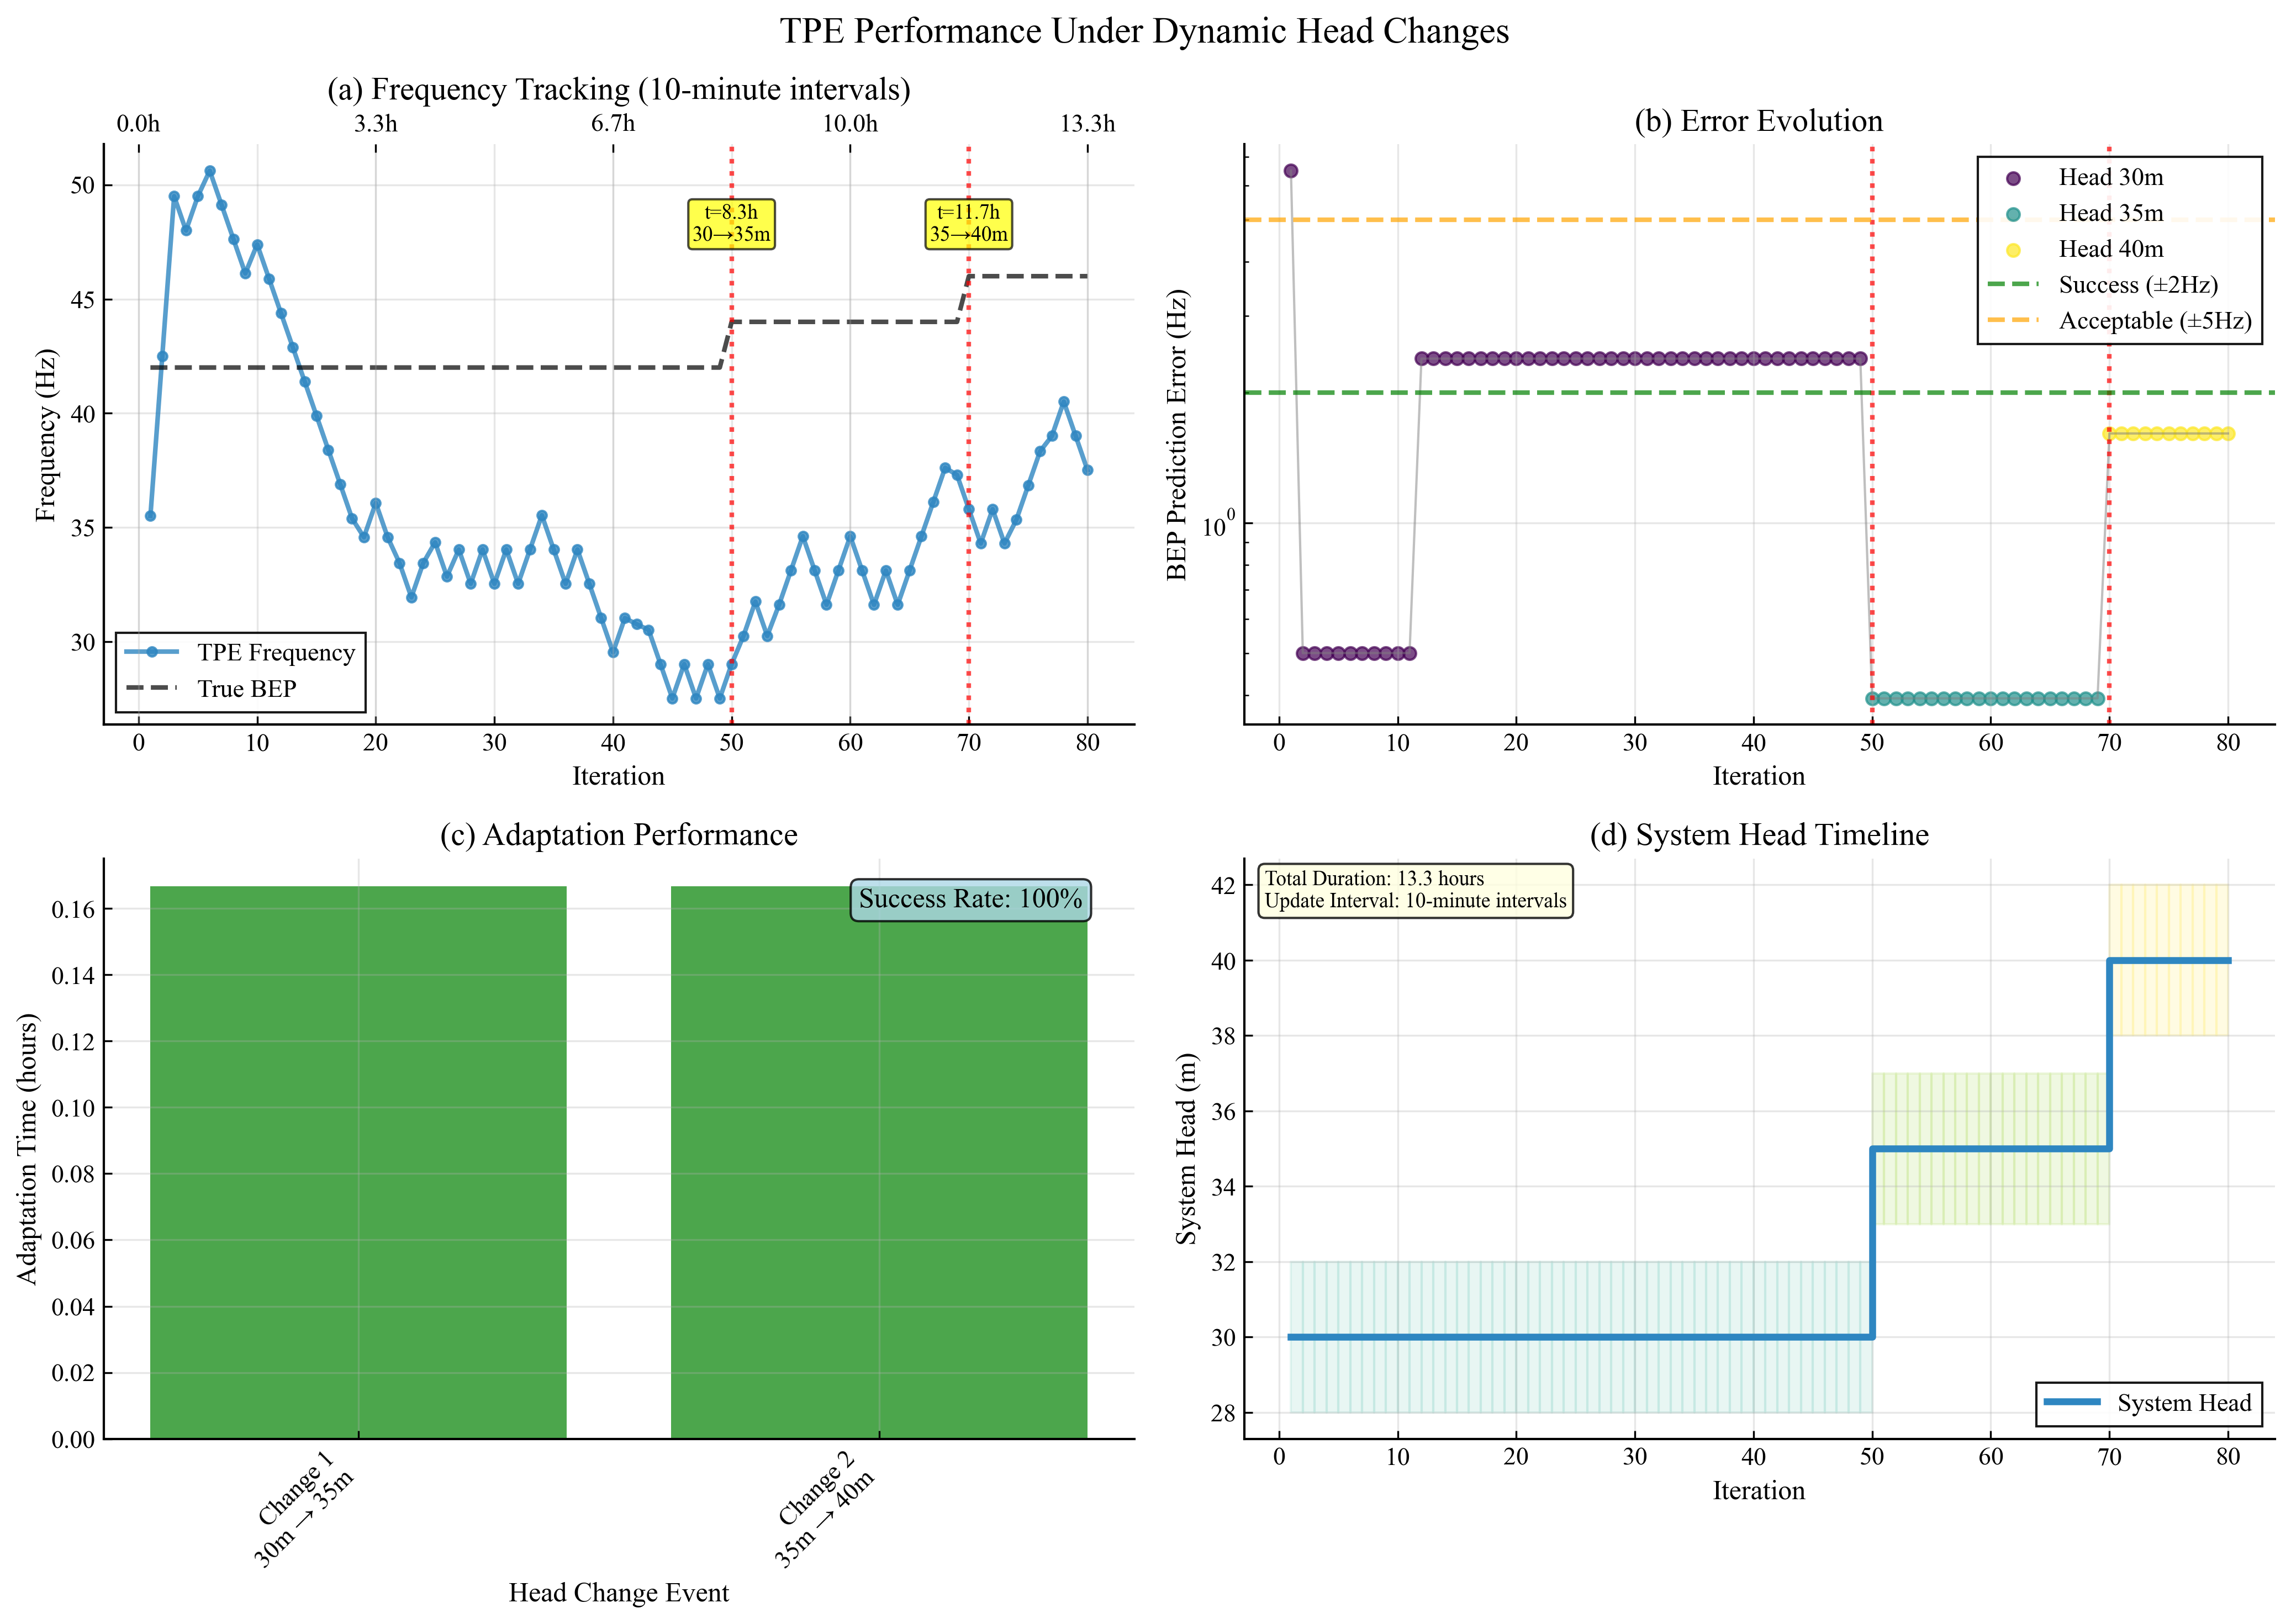 TPE Performance Under Dynamic Head Changes
(a) Frequency Tracking (10-minute intervals)
0.0h 3.3h 6.7h 10.0h 13.3h
50
45
40
35
30
Frequency (Hz)
t=8.3h
30→35m
t=11.7h
35→40m
TPE Frequency
True BEP
0 10 20 30 40 50 60 70 80
Iteration
(b) Error Evolution
BEP Prediction Error (Hz)
10⁰
Head 30m
Head 35m
Head 40m
Success (±2Hz)
Acceptable (±5Hz)
0 10 20 30 40 50 60 70 80
Iteration
(c) Adaptation Performance
Success Rate: 100%
0.16
0.14
0.12
0.10
0.08
0.06
0.04
0.02
0.00
Adaptation Time (hours)
Change 1
30m → 35m
Change 2
35m → 40m
Head Change Event
(d) System Head Timeline
Total Duration: 13.3 hours
Update Interval: 10-minute intervals
42
40
38
36
34
32
30
28
System Head (m)
System Head
0 10 20 30 40 50 60 70 80
Iteration